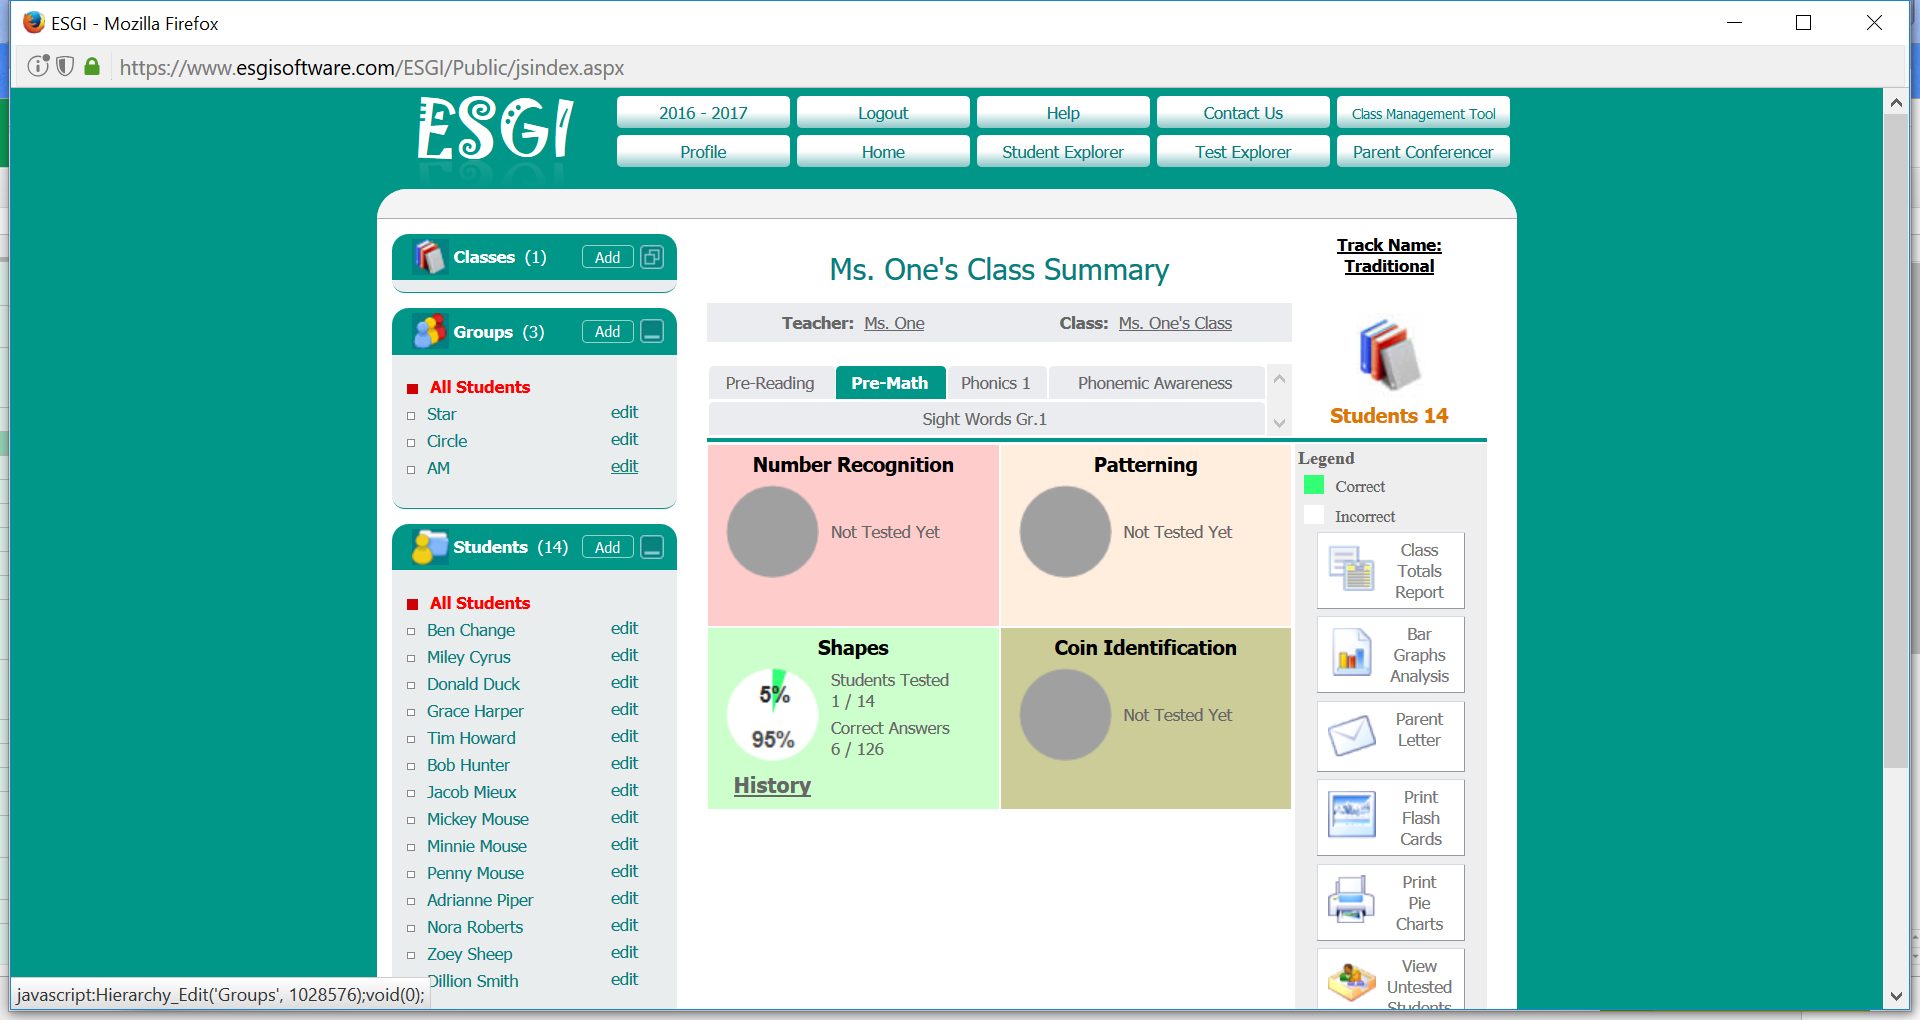 ESGI - Mozilla Firefox
https://www.esgisoftware.com/ESGI/Public/jsindex.aspx
ESGI
2016 - 2017
Logout
Help
Contact Us
Class Management Tool
Profile
Home
Student Explorer
Test Explorer
Parent Conferencer
Classes (1)
Add
Groups (3)
Add
All Students
Star edit
Circle edit
AM edit
Students (14)
Add
All Students
Ben Change edit
Miley Cyrus edit
Donald Duck edit
Grace Harper edit
Tim Howard edit
Bob Hunter edit
Jacob Mieux edit
Mickey Mouse edit
Minnie Mouse edit
Penny Mouse edit
Adrianne Piper edit
Nora Roberts edit
Zoey Sheep edit
Dillion Smith edit
javascript:Hierarchy_Edit('Groups', 1028576);void(0);
Ms. One's Class Summary
Teacher: Ms. One
Class: Ms. One's Class
Pre-Reading
Pre-Math
Phonics 1
Phonemic Awareness
Sight Words Gr.1
Number Recognition
Not Tested Yet
Patterning
Not Tested Yet
Shapes
5%
95%
Students Tested
1 / 14
Correct Answers
6 / 126
History
Coin Identification
Not Tested Yet
Track Name:
Traditional
Students 14
Legend
Correct
Incorrect
Class
Totals
Report
Bar
Graphs
Analysis
Parent
Letter
Print
Flash
Cards
Print
Pie
Charts
View
Untested
Students